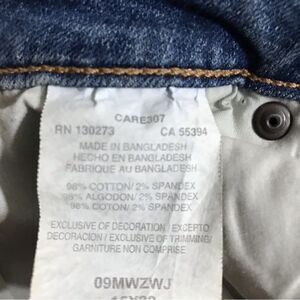 CARE307
RN 130273 CA 55394
MADE IN BANGLADESH
HECHO EN BANGLADESH
FABRIQUE AU BANGLADESH
98% COTTON/ 2% SPANDEX
98% ALGODON/ 2% SPANDEX
98% COTON/ 2% SPANDEX
EXCLUSIVE OF DECORATION / EXCEPTO
DECORACION / EXCLUSIVE OF TRIMMING /
GARNITURE NON COMPRISE
09MWZWJ